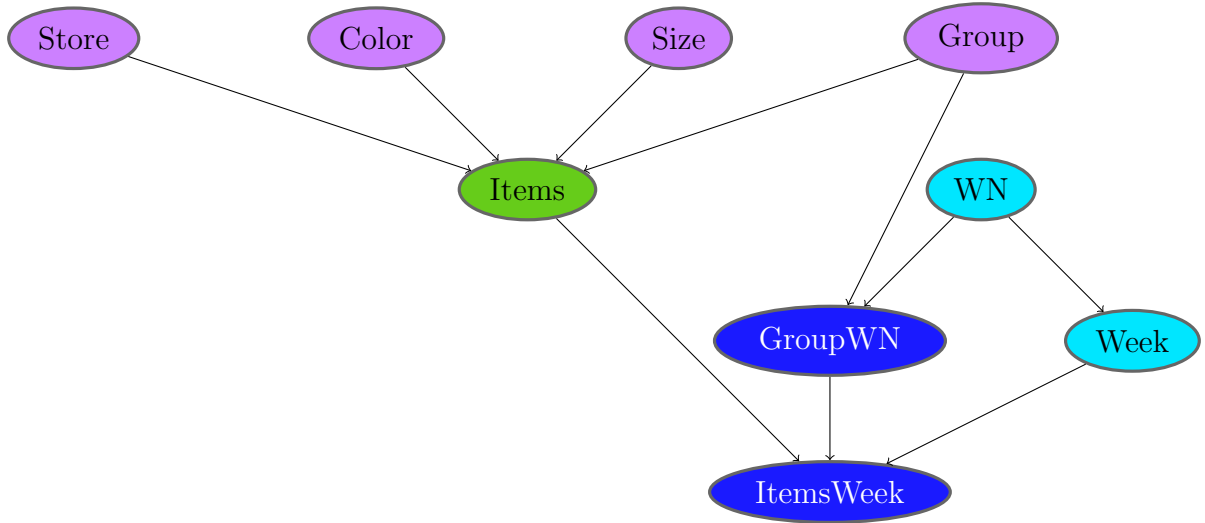 Store
Color
Size
Group
Items
WN
GroupWN
Week
ItemsWeek